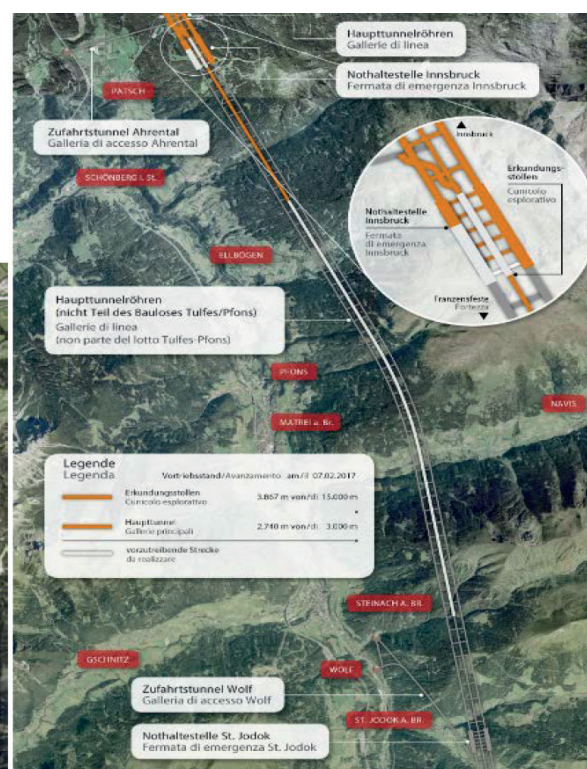 Haupttunnelröhren
Gallerie di linea
Nothaltestelle Innsbruck
Fermata di emergenza Innsbruck
PATSCH
Zufahrtstunnel Ahrental
Galleria di accesso Ahrental
Innsbruck
SCHÖNBERG I. St.
Erkundungs-
stollen
Cunicolo
esplorativo
Nothaltestelle
Innsbruck
Fermata
di emergenza
Innsbruck
ELLBÖGEN
Franzensfeste
Fortezza
Haupttunnelröhren
(nicht Teil des Bauloses Tulfes/Pfons)
Gallerie di linea
(non parte del lotto Tulfes-Pfons)
PFONS
NAVIS
MATREI a. Br.
Legende
Legenda
Vortriebsstand/Avanzamento am/il 07.02.2017
Erkundungsstollen 3.867 m von/di 15.000 m
Cunicolo esplorativo
Haupttunnel 2.740 m von/di 3.000 m
Gallerie principali
vorzutreibende Strecke
da realizzare
STEINACH A. BR.
GSCHNITZ
WOLF
Zufahrtstunnel Wolf
Galleria di accesso Wolf
ST. JODOK A. BR.
Nothaltestelle St. Jodok
Fermata di emergenza St. Jodok